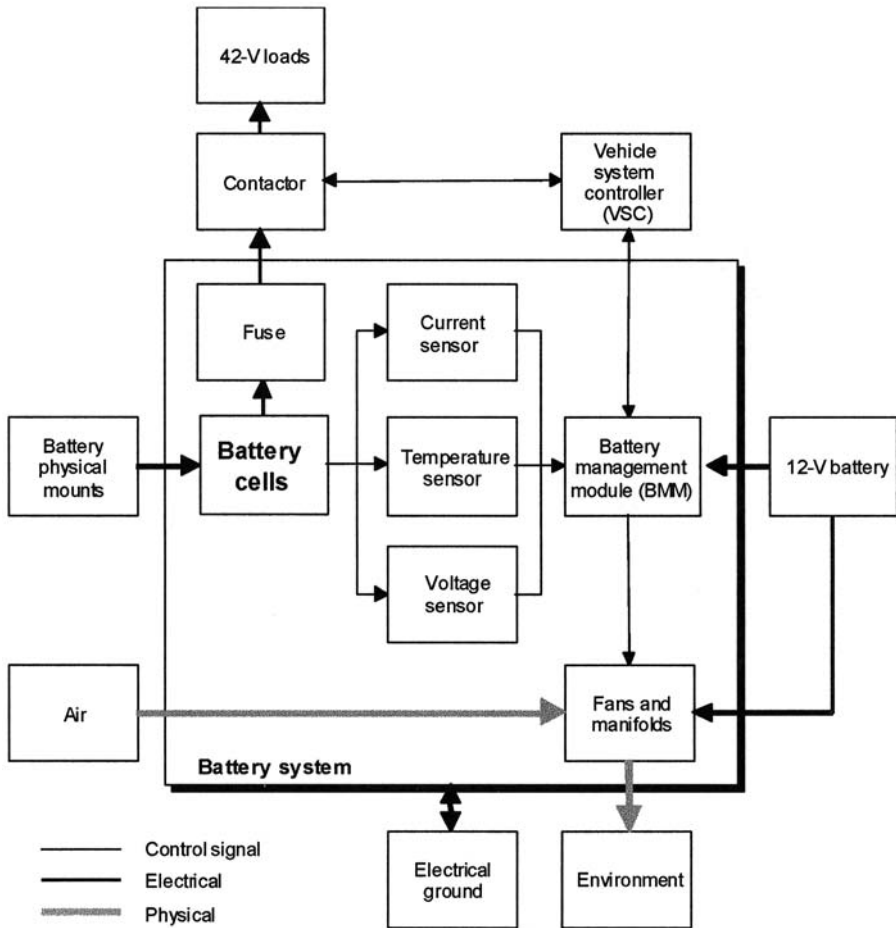 42-V loads
Contactor
Vehicle
system
controller
(VSC)
Fuse
Current
sensor
Battery
physical
mounts
Battery
cells
Temperature
sensor
Battery
management
module (BMM)
12-V battery
Voltage
sensor
Air
Fans and
manifolds
Battery system
Control signal
Electrical
Physical
Electrical
ground
Environment